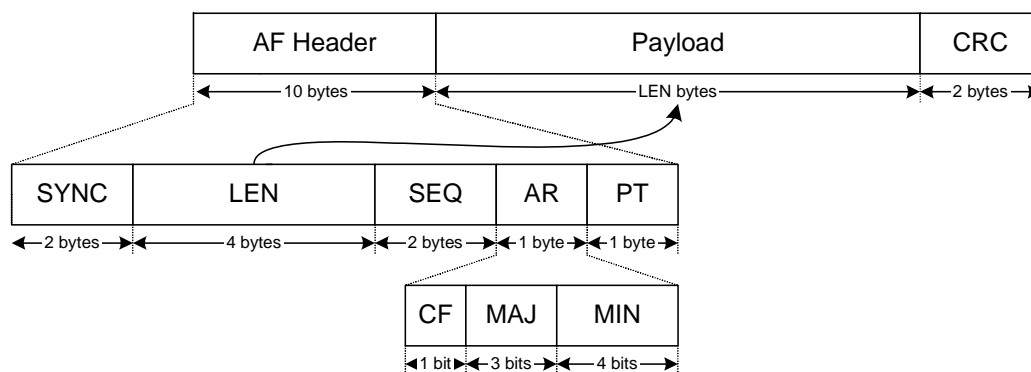 AF Header Payload CRC
10 bytes LEN bytes 2 bytes
SYNC LEN SEQ AR PT
2 bytes 4 bytes 2 bytes 1 byte 1 byte
CF MAJ MIN
1 bit 3 bits 4 bits